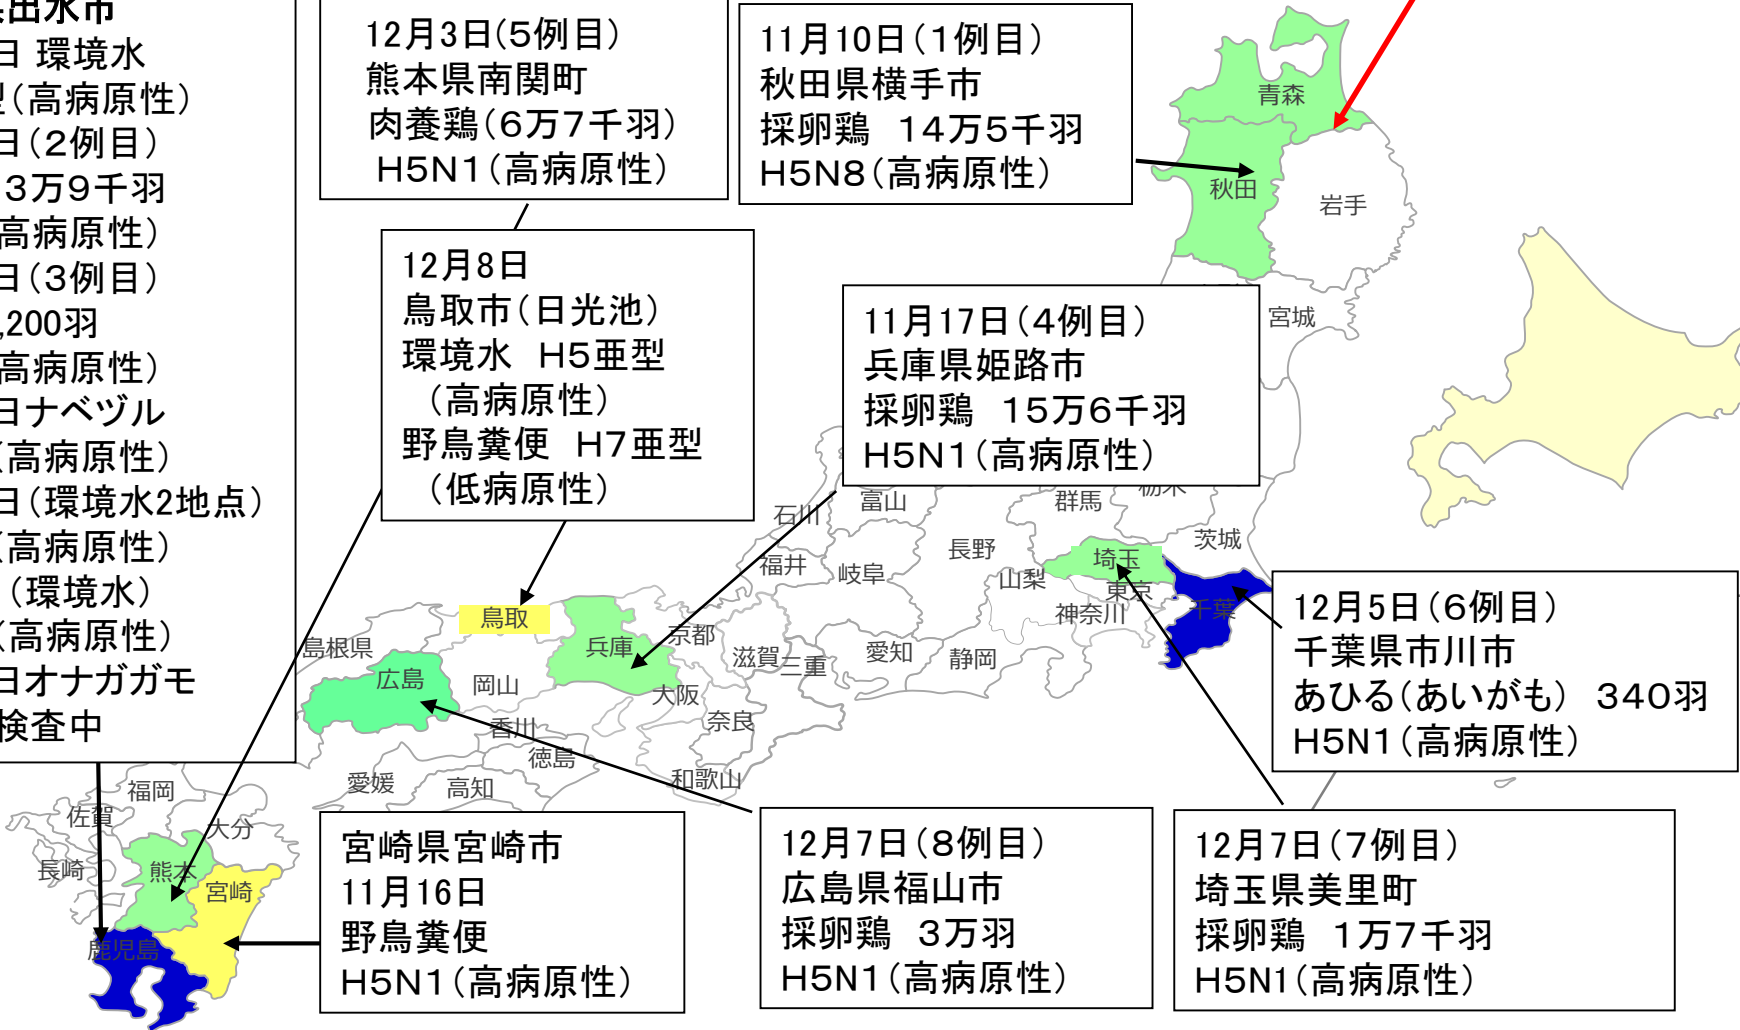 県出水市
日 環境水
型(高病原性)
日(2例目)
3万9千羽
高病原性)
日(3例目)
,200羽
高病原性)
日ナベヅル
(高病原性)
日(環境水2地点)
(高病原性)
(環境水)
(高病原性)
日オナガガモ
検査中
12月3日(5例目)
熊本県南関町
肉養鶏(6万7千羽)
H5N1(高病原性)
11月10日(1例目)
秋田県横手市
採卵鶏 14万5千羽
H5N8(高病原性)
12月8日
鳥取市(日光池)
環境水 H5亜型
(高病原性)
野鳥糞便 H7亜型
(低病原性)
11月17日(4例目)
兵庫県姫路市
採卵鶏 15万6千羽
H5N1(高病原性)
12月5日(6例目)
千葉県市川市
あひる(あいがも) 340羽
H5N1(高病原性)
宮崎県宮崎市
11月16日
野鳥糞便
H5N1(高病原性)
12月7日(8例目)
広島県福山市
採卵鶏 3万羽
H5N1(高病原性)
12月7日(7例目)
埼玉県美里町
採卵鶏 1万7千羽
H5N1(高病原性)
青森
秋田
岩手
宮城
群馬
栃木
茨城
石川
富山
長野
福井
岐阜
山梨
埼玉
東京
神奈川
千葉
鳥取
島根県
兵庫
京都
滋賀
三重
愛知
静岡
広島
岡山
大阪
奈良
香川
徳島
和歌山
愛媛
高知
福岡
佐賀
大分
長崎
熊本
宮崎
鹿児島